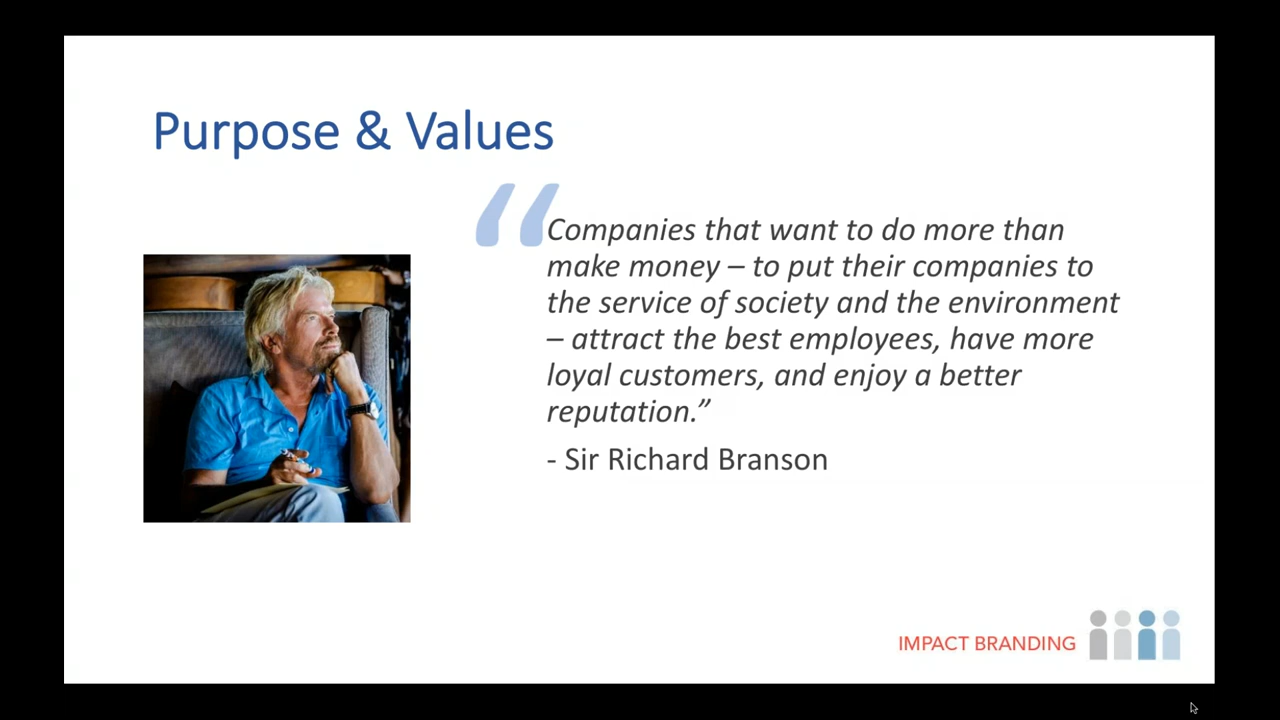 Purpose & Values
“Companies that want to do more than
make money – to put their companies to
the service of society and the environment
– attract the best employees, have more
loyal customers, and enjoy a better
reputation.”
- Sir Richard Branson
IMPACT BRANDING